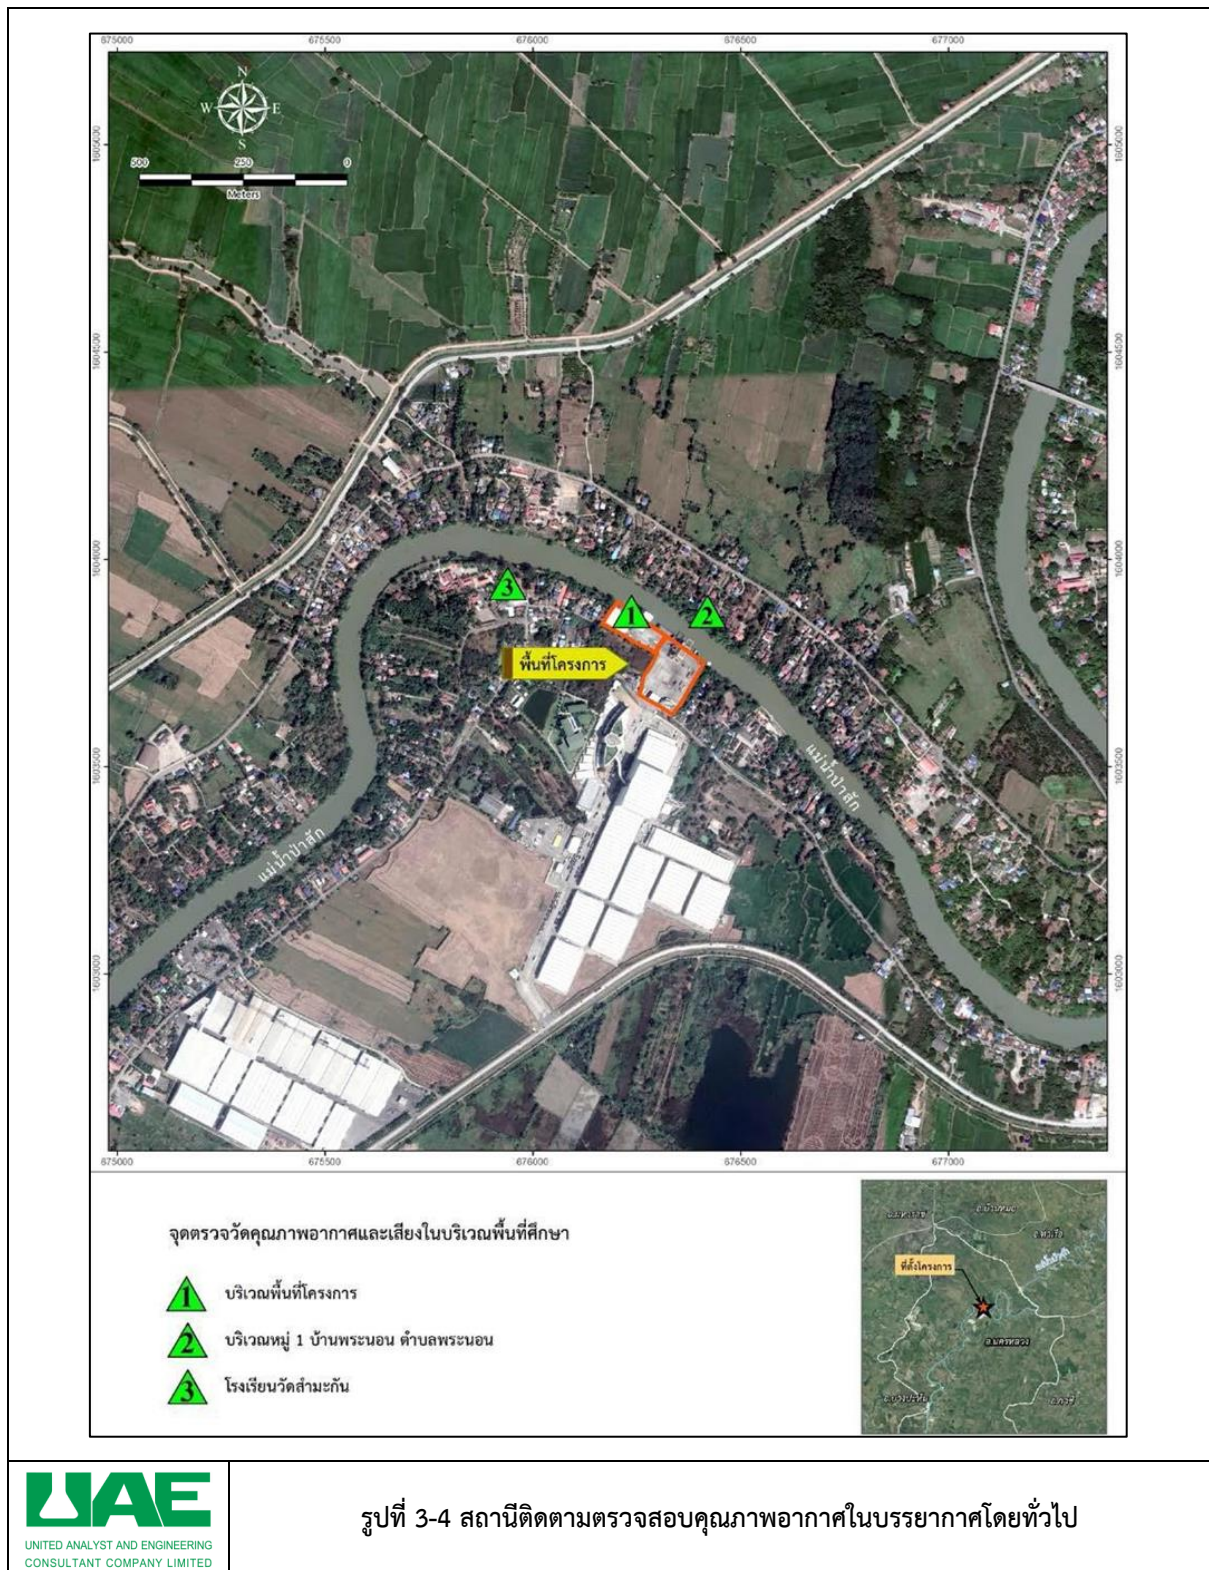 675000 675500 676000 676500 677000
N
W E
S
500 250 0
Meters
1605000 1605000
1604500 1604500
1604000 1604000
3
1
2
พื้นที่โครงการ
แม่น้ำป่าสัก
1603500 1603500
แม่น้ำป่าสัก
1603000 1603000
675000 675500 676000 676500 677000
จุดตรวจวัดคุณภาพอากาศและเสียงในบริเวณพื้นที่ศึกษา
1 บริเวณพื้นที่โครงการ
2 บริเวณหมู่ 1 บ้านพระนอน ตำบลพระนอน
3 โรงเรียนวัดสำมะกัน
ที่ตั้งโครงการ
อ.นครหลวง
UAE
UNITED ANALYST AND ENGINEERING
CONSULTANT COMPANY LIMITED
รูปที่ 3-4 สถานีติดตามตรวจสอบคุณภาพอากาศในบรรยากาศโดยทั่วไป